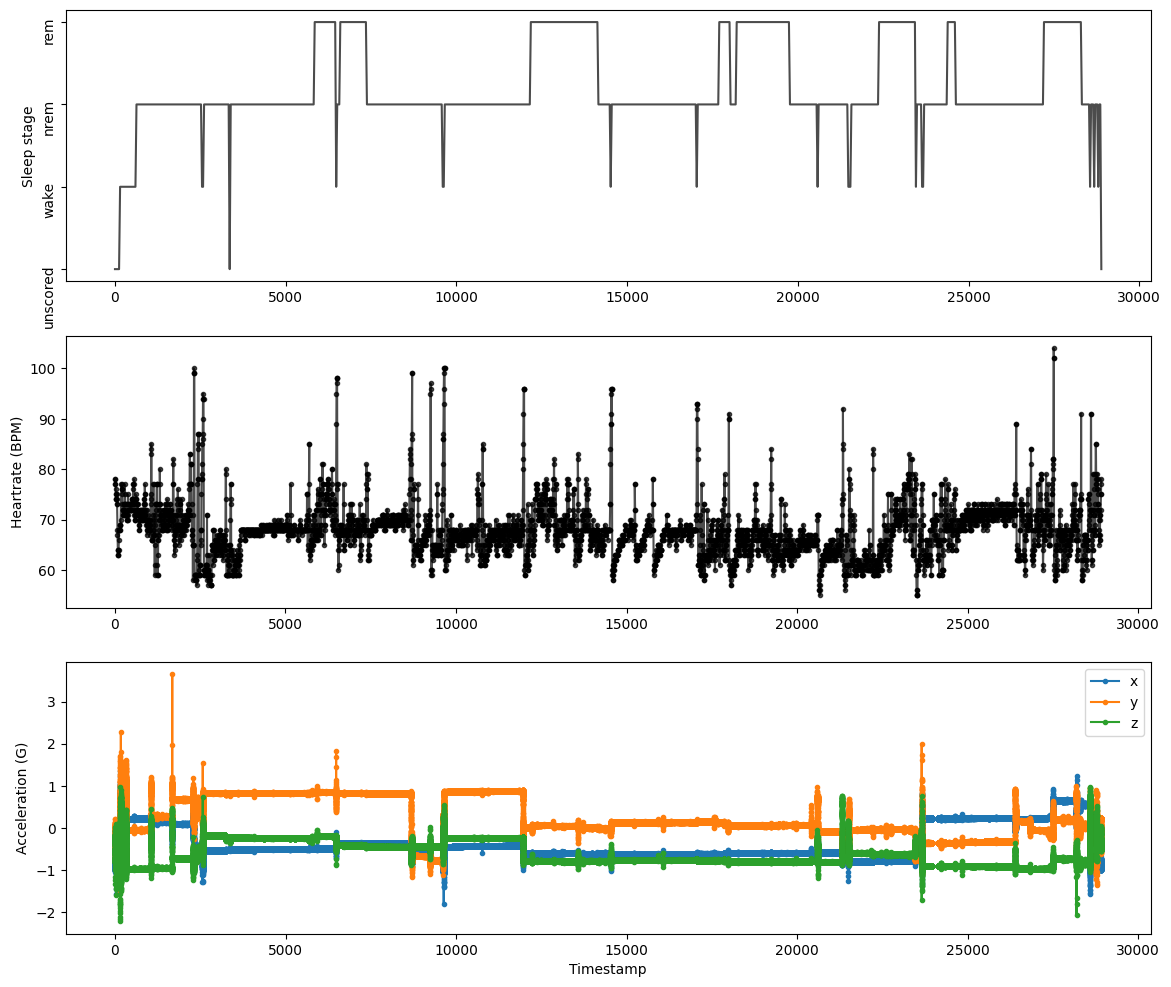 rem
nrem
wake
unscored
Sleep stage
0 5000 10000 15000 20000 25000 30000
100
90
80
70
60
Heartrate (BPM)
0 5000 10000 15000 20000 25000 30000
x
y
z
3
2
1
0
−1
−2
Acceleration (G)
0 5000 10000 15000 20000 25000 30000
Timestamp